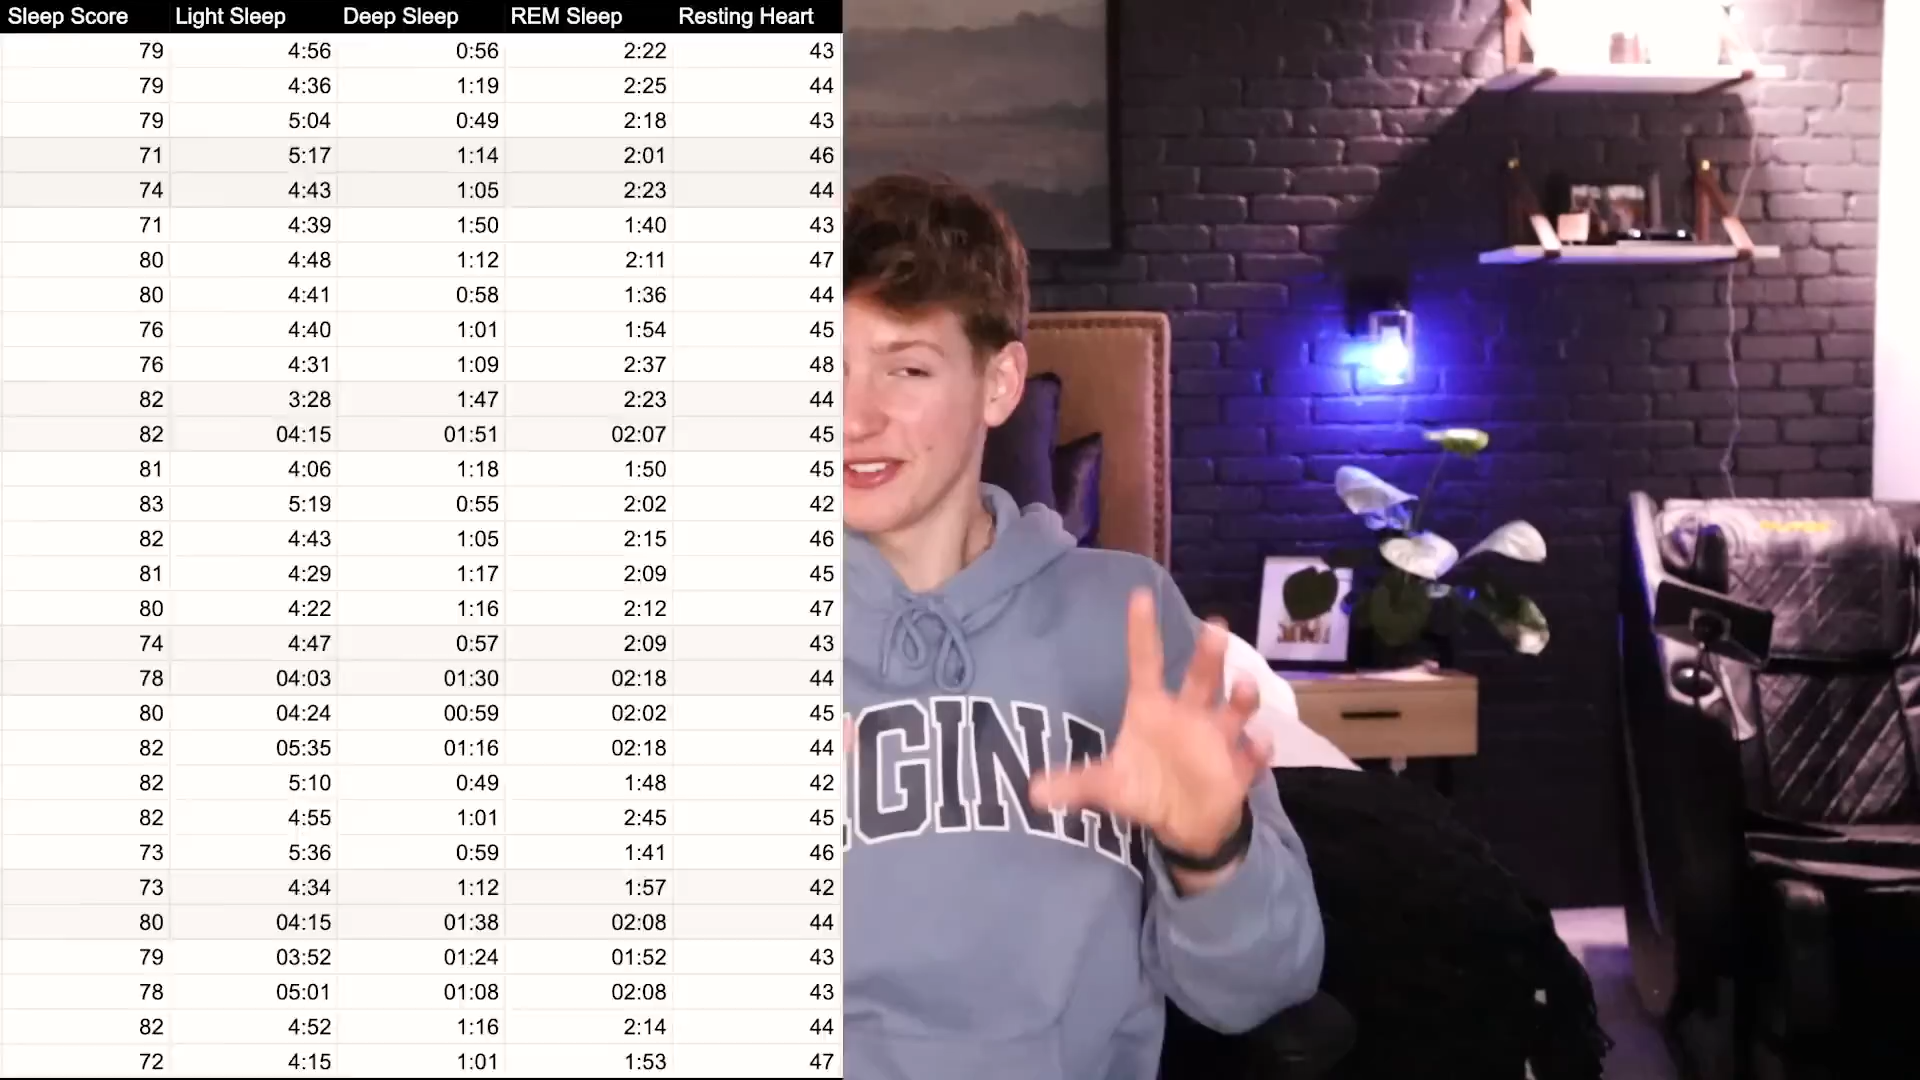 Sleep Score Light Sleep Deep Sleep REM Sleep Resting Heart
79 4:56 0:56 2:22 43
79 4:36 1:19 2:25 44
79 5:04 0:49 2:18 43
71 5:17 1:14 2:01 46
74 4:43 1:05 2:23 44
71 4:39 1:50 1:40 43
80 4:48 1:12 2:11 47
80 4:41 0:58 1:36 44
76 4:40 1:01 1:54 45
76 4:31 1:09 2:37 48
82 3:28 1:47 2:23 44
82 04:15 01:51 02:07 45
81 4:06 1:18 1:50 45
83 5:19 0:55 2:02 42
82 4:43 1:05 2:15 46
81 4:29 1:17 2:09 45
80 4:22 1:16 2:12 47
74 4:47 0:57 2:09 43
78 04:03 01:30 02:18 44
80 04:24 00:59 02:02 45
82 05:35 01:16 02:18 44
82 5:10 0:49 1:48 42
82 4:55 1:01 2:45 45
73 5:36 0:59 1:41 46
73 4:34 1:12 1:57 42
80 04:15 01:38 02:08 44
79 03:52 01:24 01:52 43
78 05:01 01:08 02:08 43
82 4:52 1:16 2:14 44
72 4:15 1:01 1:53 47
GINA